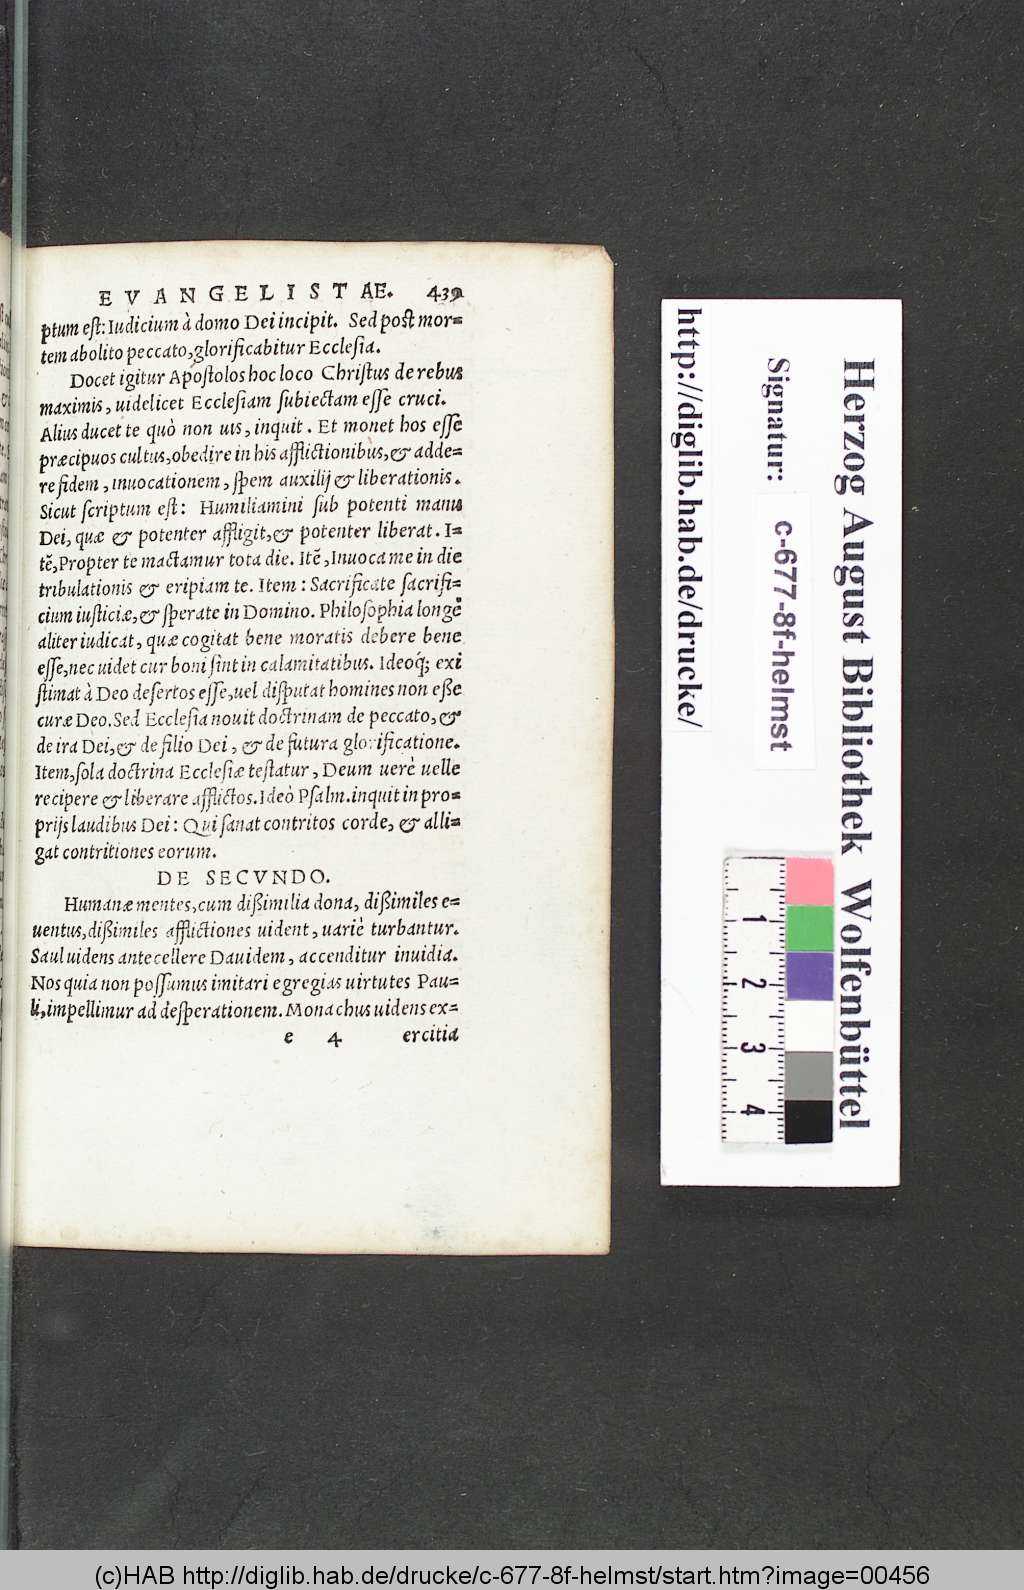 EVANGELISTAE. 439
ptum eſt: Iudicium à domo Dei incipit. Sed poſt mor=
tem abolito peccato, glorificabitur Eccleſia.
Docet igitur Apoſtolos hoc loco Chriſtus de rebus
maximis, uidelicet Eccleſiam ſubiectam eſſe cruci.
Alius ducet te quò non uis, inquit. Et monet hos eſſe
præcipuos cultus, obedire in his afflictionibus, & adde=
re fidem, inuocationem, ſpem auxilij & liberationis.
Sicut ſcriptum eſt: Humiliamini ſub potenti manu
Dei, quæ & potenter affligit, & potenter liberat. I=
tẽ, Propter te mactamur tota die. Itẽ, Inuoca me in die
tribulationis & eripiam te. Item: Sacrificate ſacrifi=
cium iuſticiæ, & ſperate in Domino. Philoſophia longè
aliter iudicat, quæ cogitat bene moratis debere bene
eſſe, nec uidet cur boni ſint in calamitatibus. Ideoq́; exi
ſtimat à Deo deſertos eſſe, uel diſputat homines non eße
curæ Deo. Sed Eccleſia nouit doctrinam de peccato, &
de ira Dei, & de filio Dei, & de futura glorificatione.
Item, ſola doctrina Eccleſiæ teſtatur, Deum uerè uelle
recipere & liberare afflictos. Ideò Pſalm. inquit in pro=
prijs laudibus Dei: Qui ſanat contritos corde, & alli=
gat contritiones eorum.
DE SECVNDO.
Humanæ mentes, cum dißimilia dona, dißimiles e=
uentus, dißimiles afflictiones uident, uariè turbantur.
Saul uidens antecellere Dauidem, accenditur inuidia.
Nos quia non poſſumus imitari egregias uirtutes Pau=
li, impellimur ad deſperationem. Monachus uidens ex=
e 4 ercitia
Herzog August Bibliothek Wolfenbüttel
Signatur: c-677-8f-helmst
http://diglib.hab.de/drucke/
1 2 3 4
(c)HAB http://diglib.hab.de/drucke/c-677-8f-helmst/start.htm?image=00456